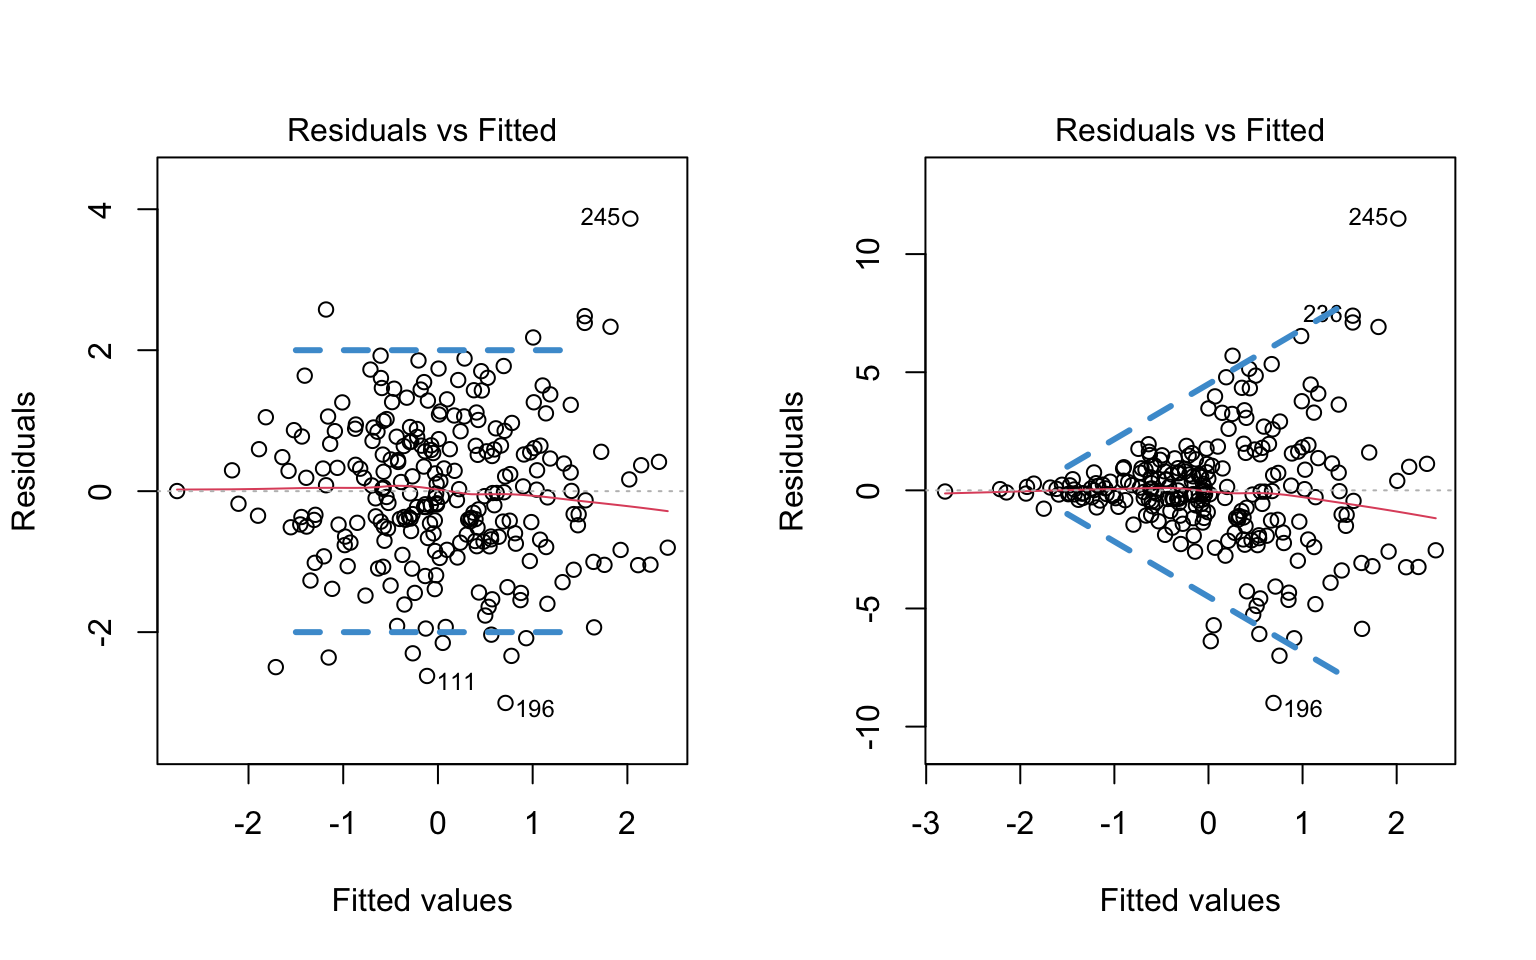 Residuals vs Fitted
Residuals
4
2
0
-2
245
111
196
-2 -1 0 1 2
Fitted values
Residuals vs Fitted
Residuals
10
5
0
-5
-10
245
236
196
-3 -2 -1 0 1 2
Fitted values